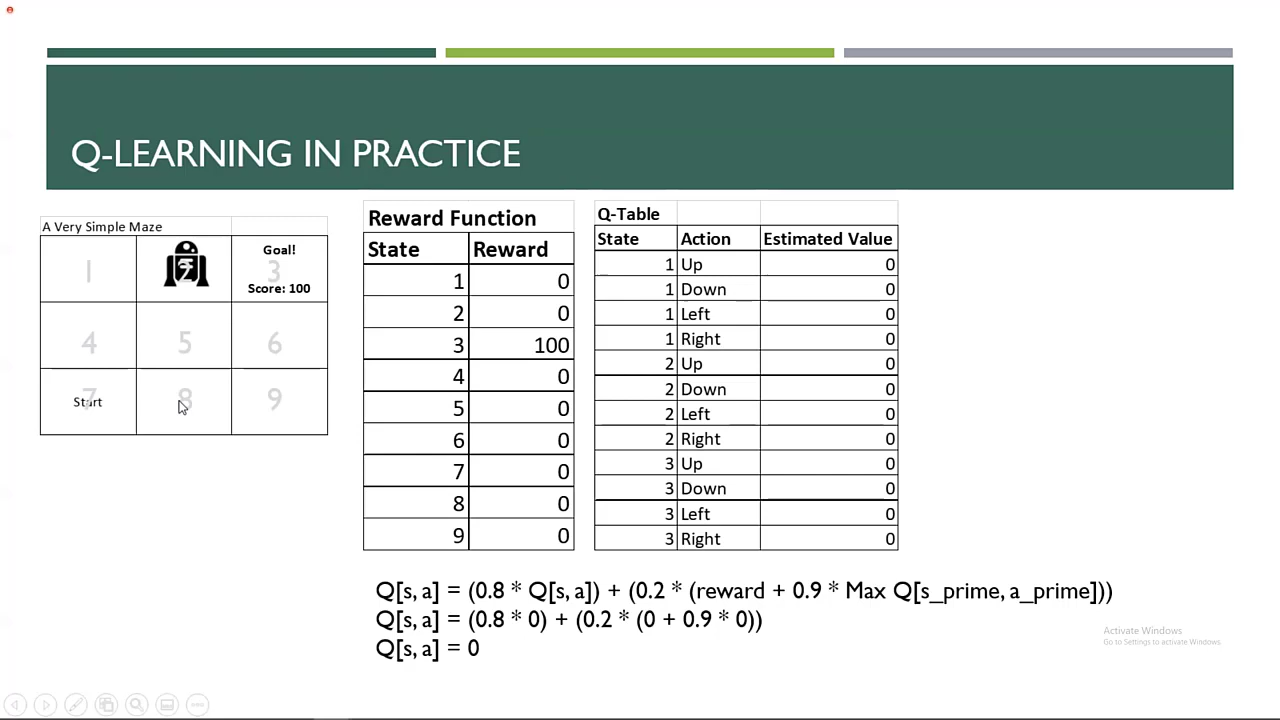 Q-LEARNING IN PRACTICE
A Very Simple Maze
1 2 3 Goal! Score: 100
4 5 6
7 Start 8 9
Reward Function
State Reward
1 0
2 0
3 100
4 0
5 0
6 0
7 0
8 0
9 0
Q-Table
State Action Estimated Value
1 Up 0
1 Down 0
1 Left 0
1 Right 0
2 Up 0
2 Down 0
2 Left 0
2 Right 0
3 Up 0
3 Down 0
3 Left 0
3 Right 0
Q[s, a] = (0.8 * Q[s, a]) + (0.2 * (reward + 0.9 * Max Q[s_prime, a_prime]))
Q[s, a] = (0.8 * 0) + (0.2 * (0 + 0.9 * 0))
Q[s, a] = 0
Activate Windows
Go to Settings to activate Windows.